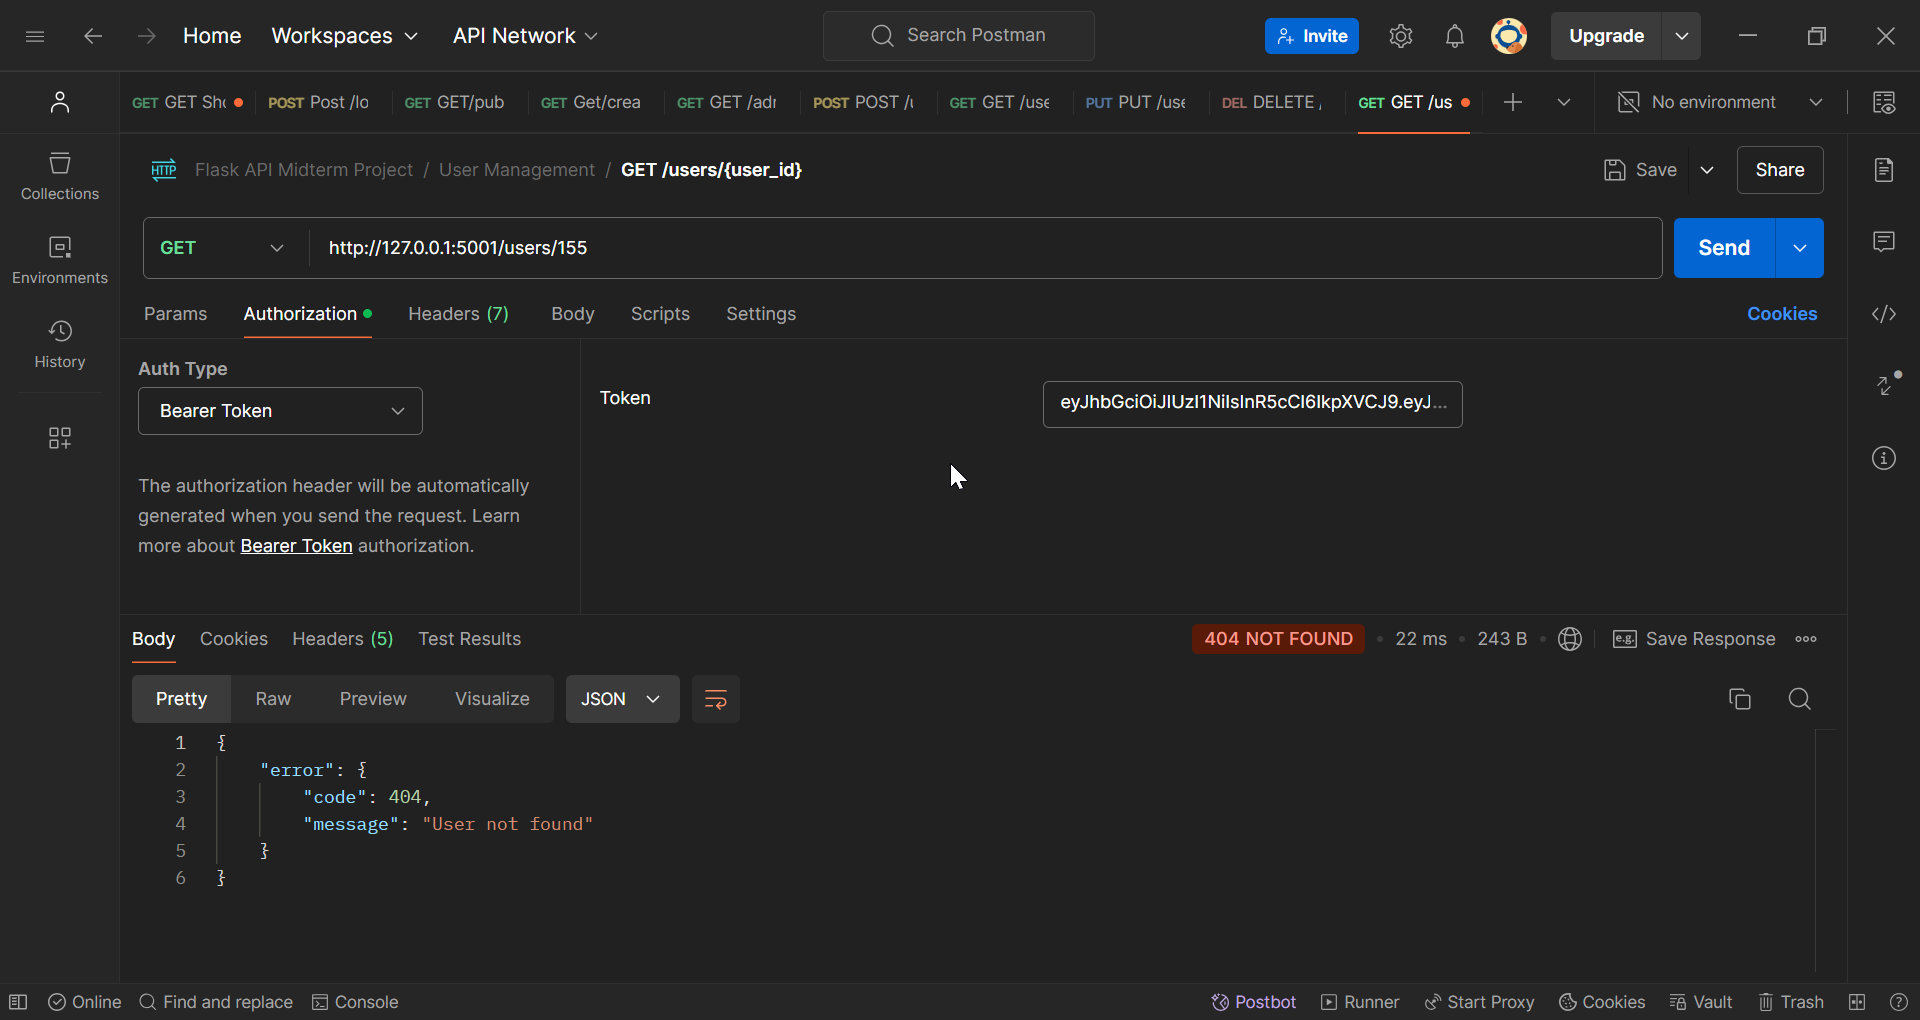 Home Workspaces API Network Search Postman Invite Upgrade
GET GET Sh POST Post /lo GET GET/pub GET Get/crea GET GET /adr POST POST /u GET GET /use PUT PUT /use DEL DELETE / GET GET /us No environment
HTTP Flask API Midterm Project / User Management / GET /users/{user_id} Save Share
Collections
GET http://127.0.0.1:5001/users/155 Send
Environments
Params Authorization Headers (7) Body Scripts Settings Cookies
History
Auth Type
Token
Bearer Token eyJhbGciOiJIUzI1NiIsInR5cCI6IkpXVCJ9.eyJ...
The authorization header will be automatically
generated when you send the request. Learn
more about Bearer Token authorization.
Body Cookies Headers (5) Test Results 404 NOT FOUND 22 ms 243 B e.g. Save Response
Pretty Raw Preview Visualize JSON
1 {
2 "error": {
3 "code": 404,
4 "message": "User not found"
5 }
6 }
Online Find and replace Console Postbot Runner Start Proxy Cookies Vault Trash